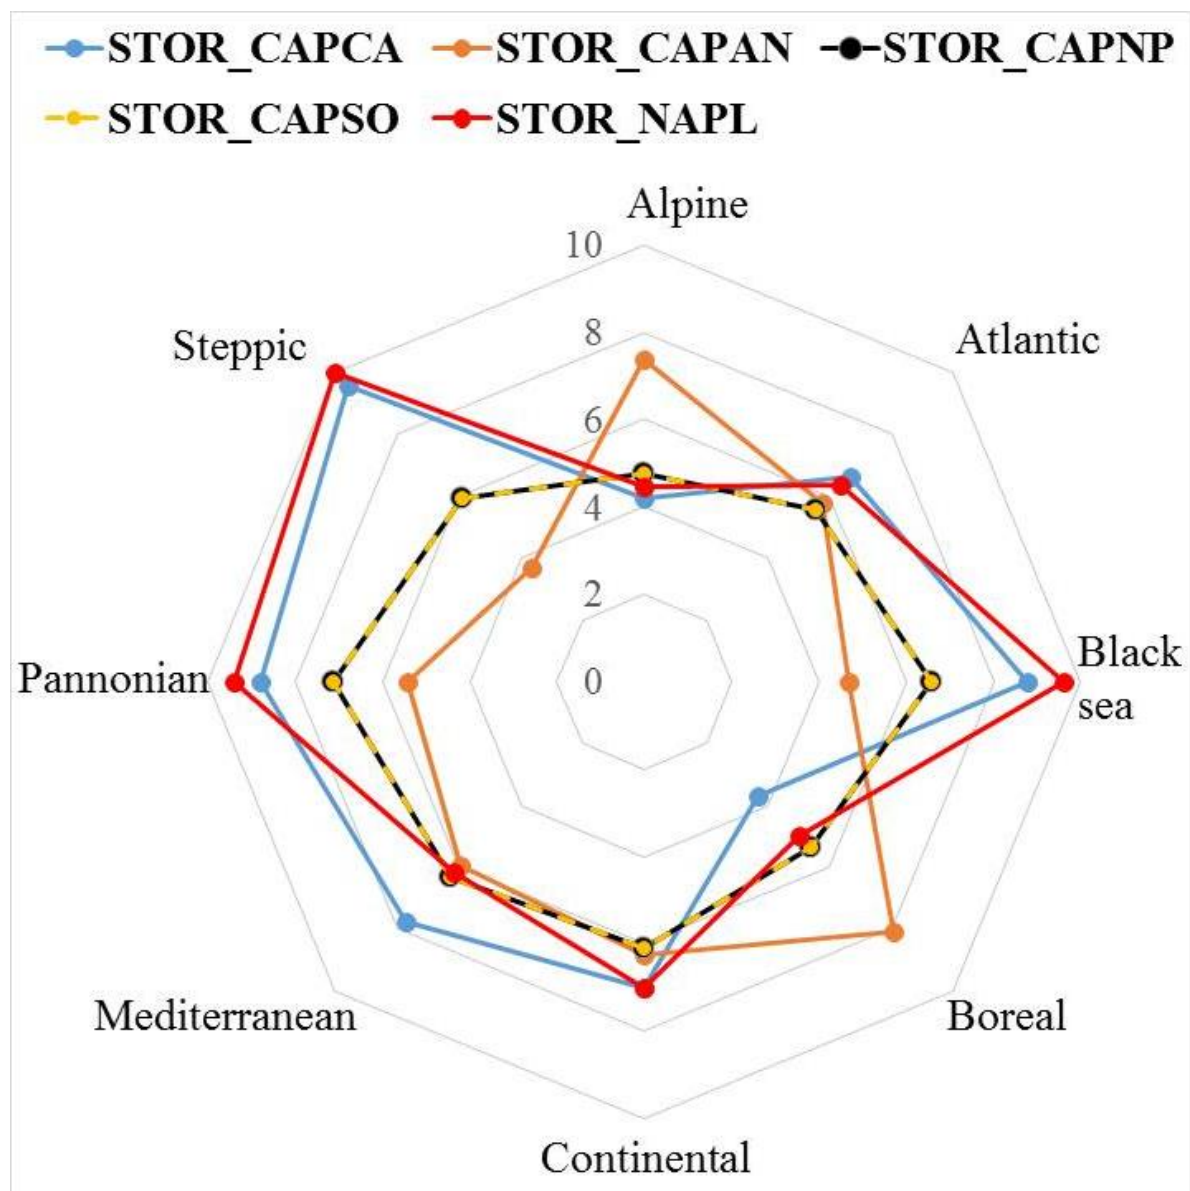 STOR_CAPCA STOR_CAPAN STOR_CAPNP
STOR_CAPSO STOR_NAPL
Alpine
10
Atlantic
8
Steppic
6
4
2
Black
sea
Pannonian
0
Mediterranean
Boreal
Continental